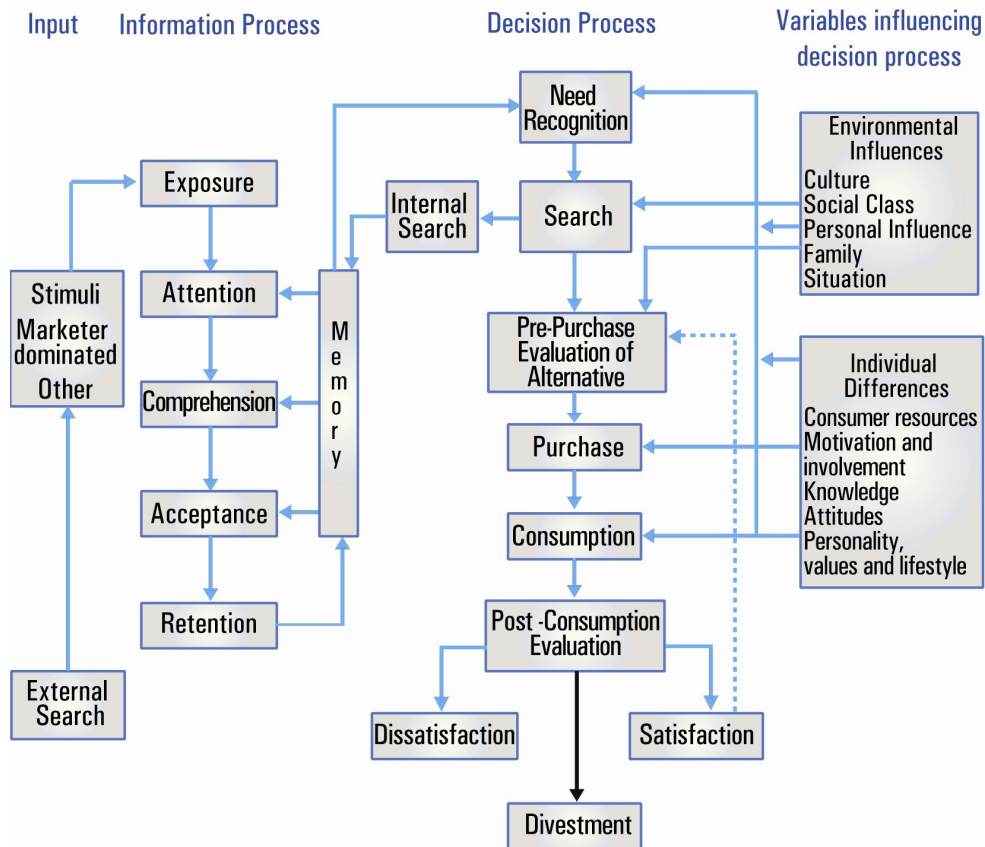 Input
Information Process
Decision Process
Variables influencing
decision process
Stimuli
Marketer
dominated
Other
External
Search
Exposure
Attention
Comprehension
Acceptance
Retention
Internal
Search
Memory
Need
Recognition
Search
Pre-Purchase
Evaluation of
Alternative
Purchase
Consumption
Post -Consumption
Evaluation
Dissatisfaction
Satisfaction
Divestment
Environmental
Influences
Culture
Social Class
Personal Influence
Family
Situation
Individual
Differences
Consumer resources
Motivation and
involvement
Knowledge
Attitudes
Personality,
values and lifestyle